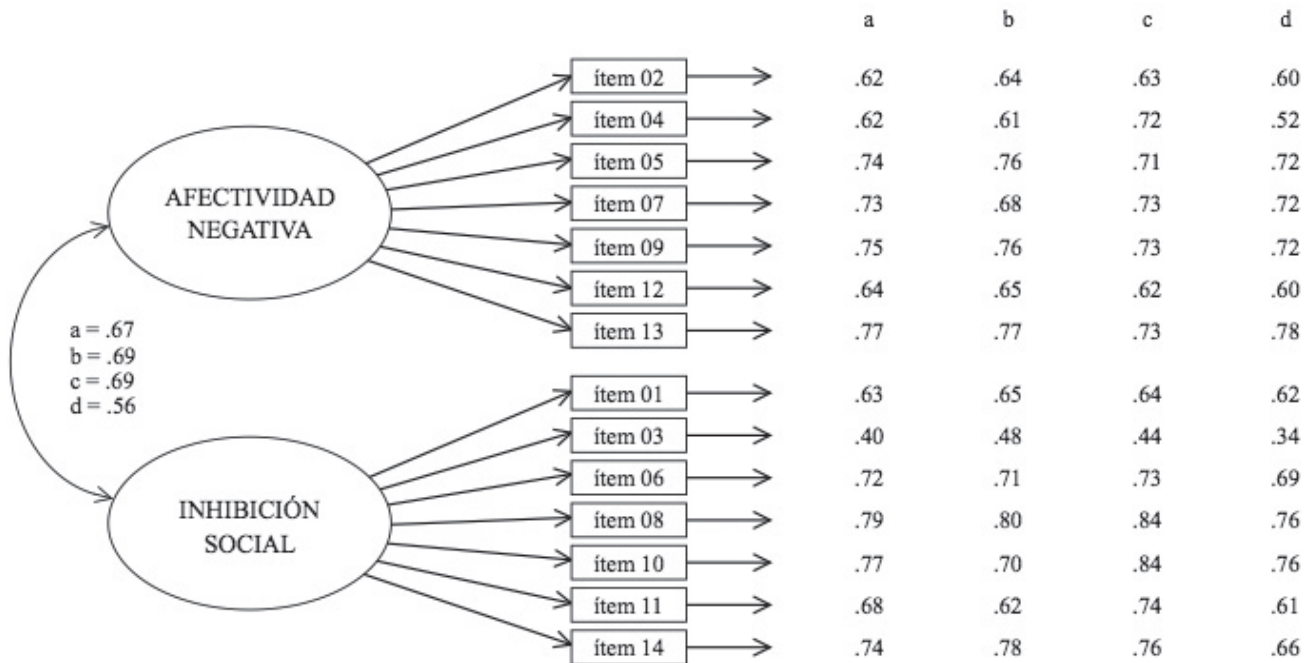 a b c d
ítem 02 .62 .64 .63 .60
ítem 04 .62 .61 .72 .52
ítem 05 .74 .76 .71 .72
AFECTIVIDAD
NEGATIVA
ítem 07 .73 .68 .73 .72
ítem 09 .75 .76 .73 .72
ítem 12 .64 .65 .62 .60
ítem 13 .77 .77 .73 .78
a = .67
b = .69
c = .69
d = .56
ítem 01 .63 .65 .64 .62
ítem 03 .40 .48 .44 .34
ítem 06 .72 .71 .73 .69
INHIBICIÓN
SOCIAL
ítem 08 .79 .80 .84 .76
ítem 10 .77 .70 .84 .76
ítem 11 .68 .62 .74 .61
ítem 14 .74 .78 .76 .66